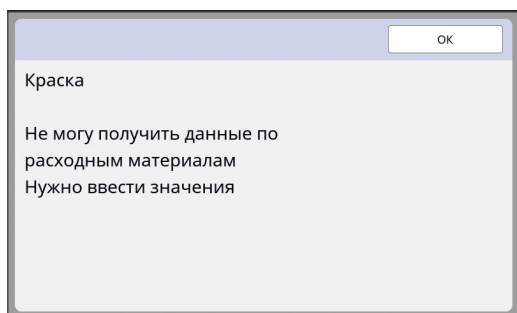 ОК
Краска
Не могу получить данные по
расходным материалам
Нужно ввести значения